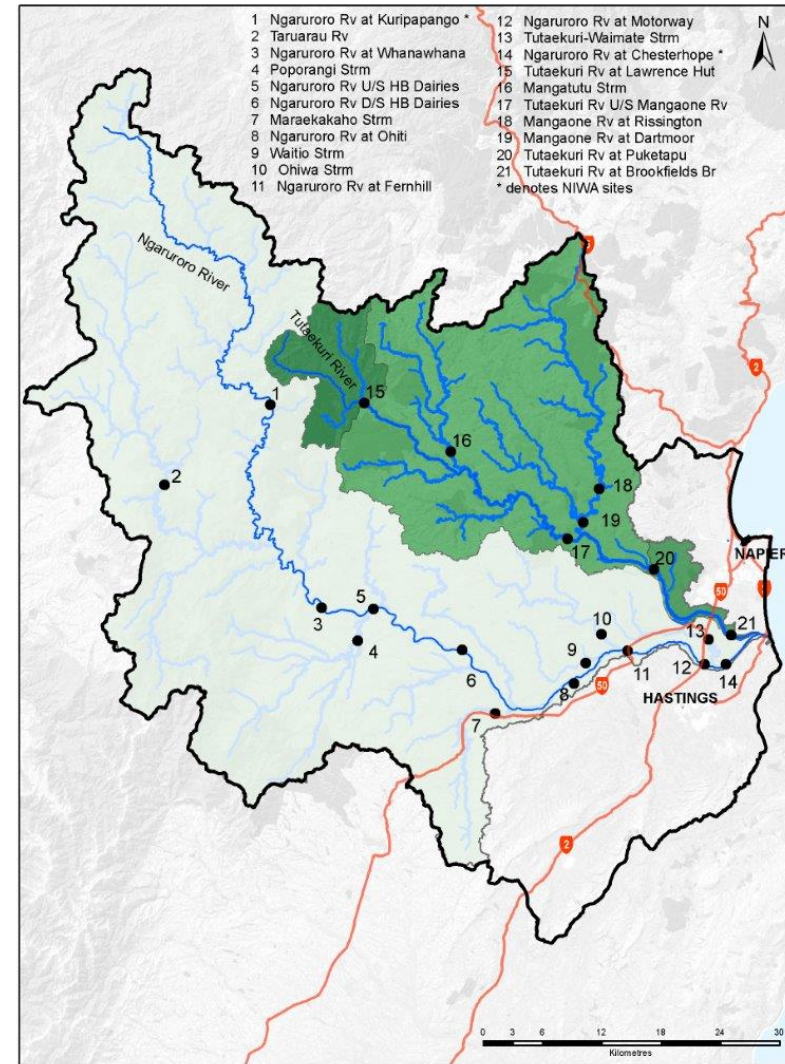 1 Ngaruroro Rv at Kuripapango *
2 Taruarau Rv
3 Ngaruroro Rv at Whanawhana
4 Poporangi Strm
5 Ngaruroro Rv U/S HB Dairies
6 Ngaruroro Rv D/S HB Dairies
7 Maraekakaho Strm
8 Ngaruroro Rv at Ohiti
9 Waitio Strm
10 Ohiwa Strm
11 Ngaruroro Rv at Fernhill
12 Ngaruroro Rv at Motorway
13 Tutaekuri-Waimate Strm
14 Ngaruroro Rv at Chesterhope *
15 Tutaekuri Rv at Lawrence Hut
16 Mangatutu Strm
17 Tutaekuri Rv U/S Mangaone Rv
18 Mangaone Rv at Rissington
19 Mangaone Rv at Dartmoor
20 Tutaekuri Rv at Puketapu
21 Tutaekuri Rv at Brookfields Br
* denotes NIWA sites
N
Ngaruroro River
Tutaekuri River
2
1
15
16
2
18
19
17
20
NAPIER
50
2
3
5
4
10
13
21
6
9
11
12
14
8
50
HASTINGS
7
2
0 3 6 12 18 24 30
Kilometres